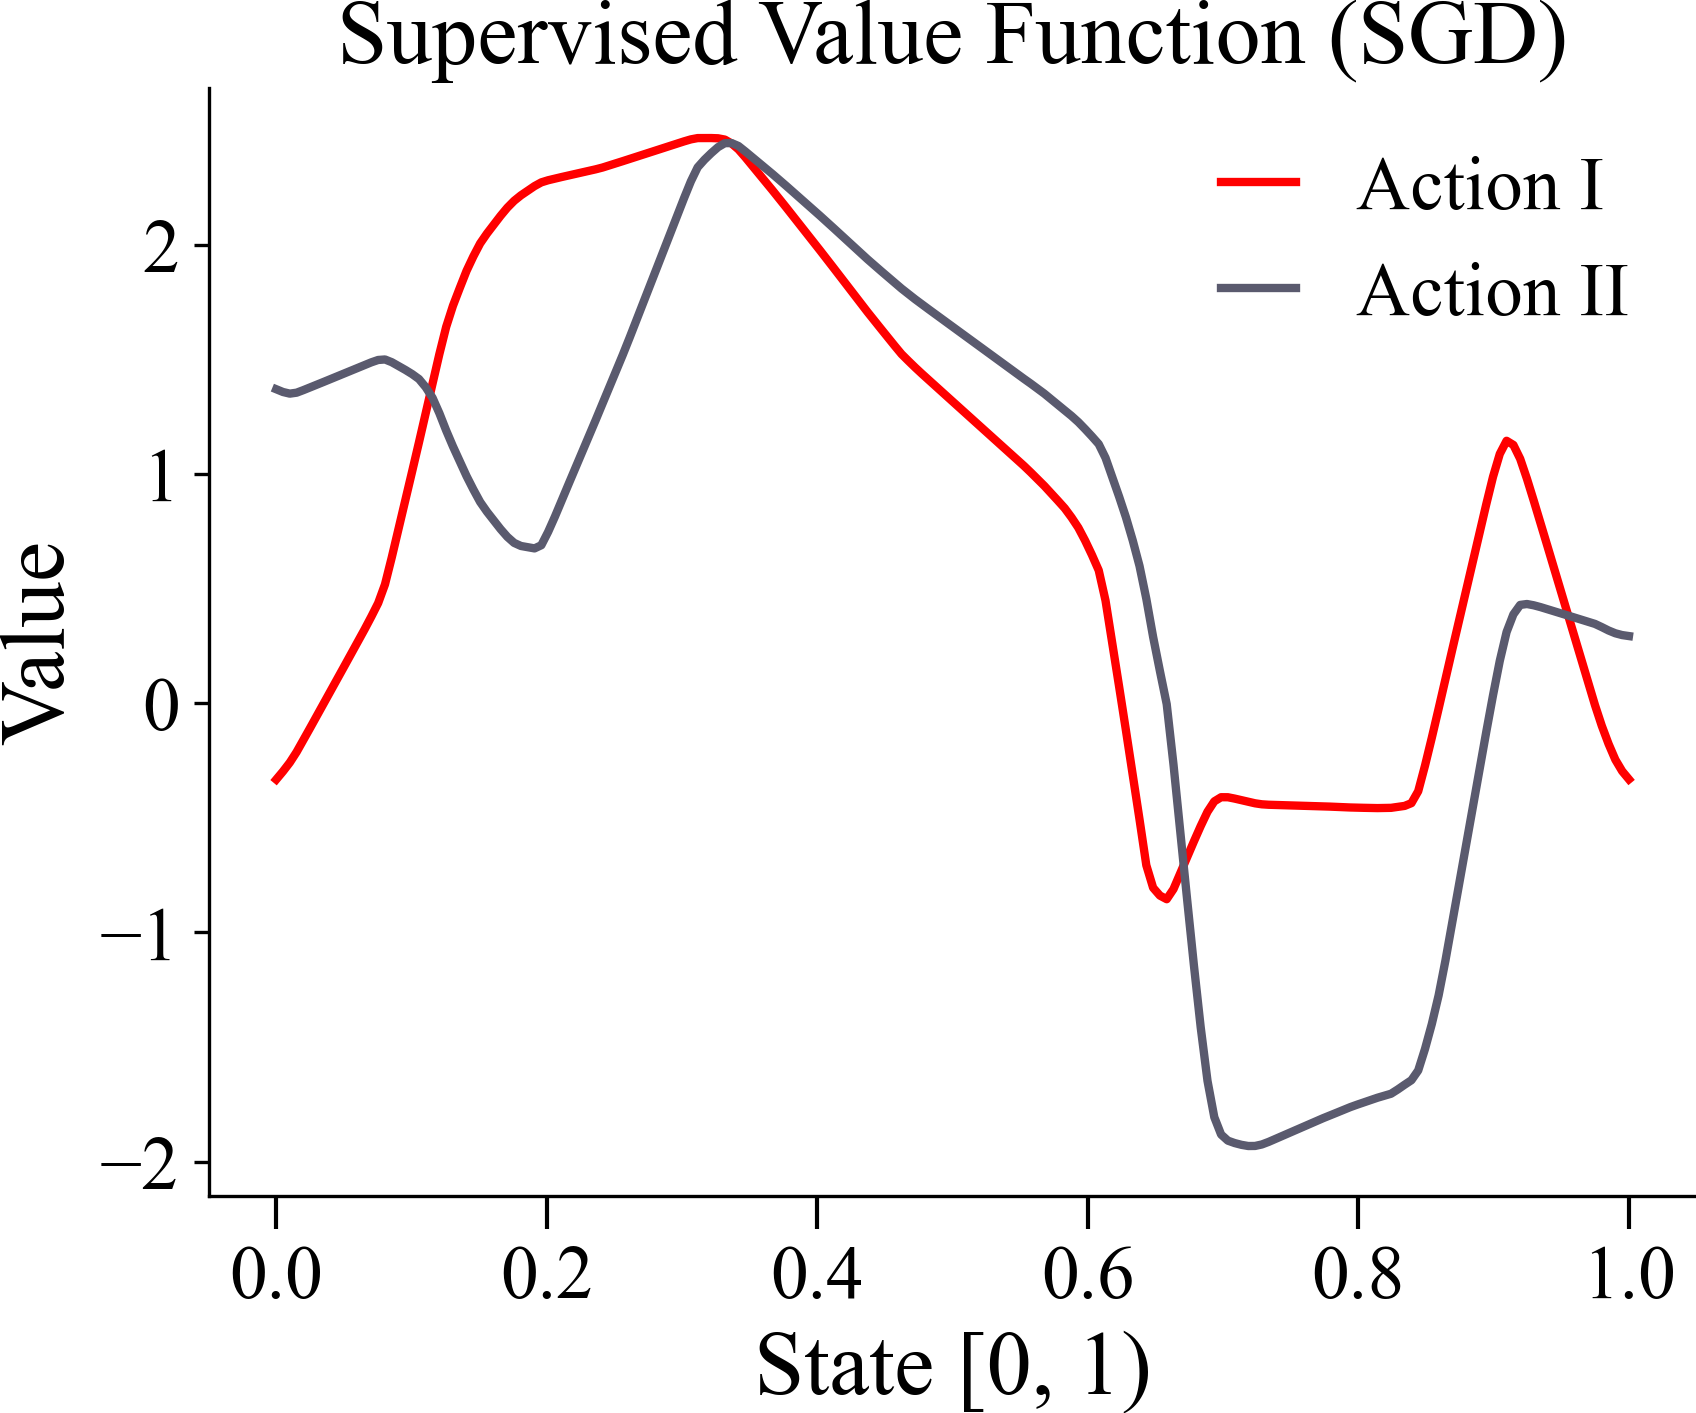 Supervised Value Function (SGD)
Action I
Action II
Value
2
1
0
−1
−2
0.0 0.2 0.4 0.6 0.8 1.0
State [0, 1)